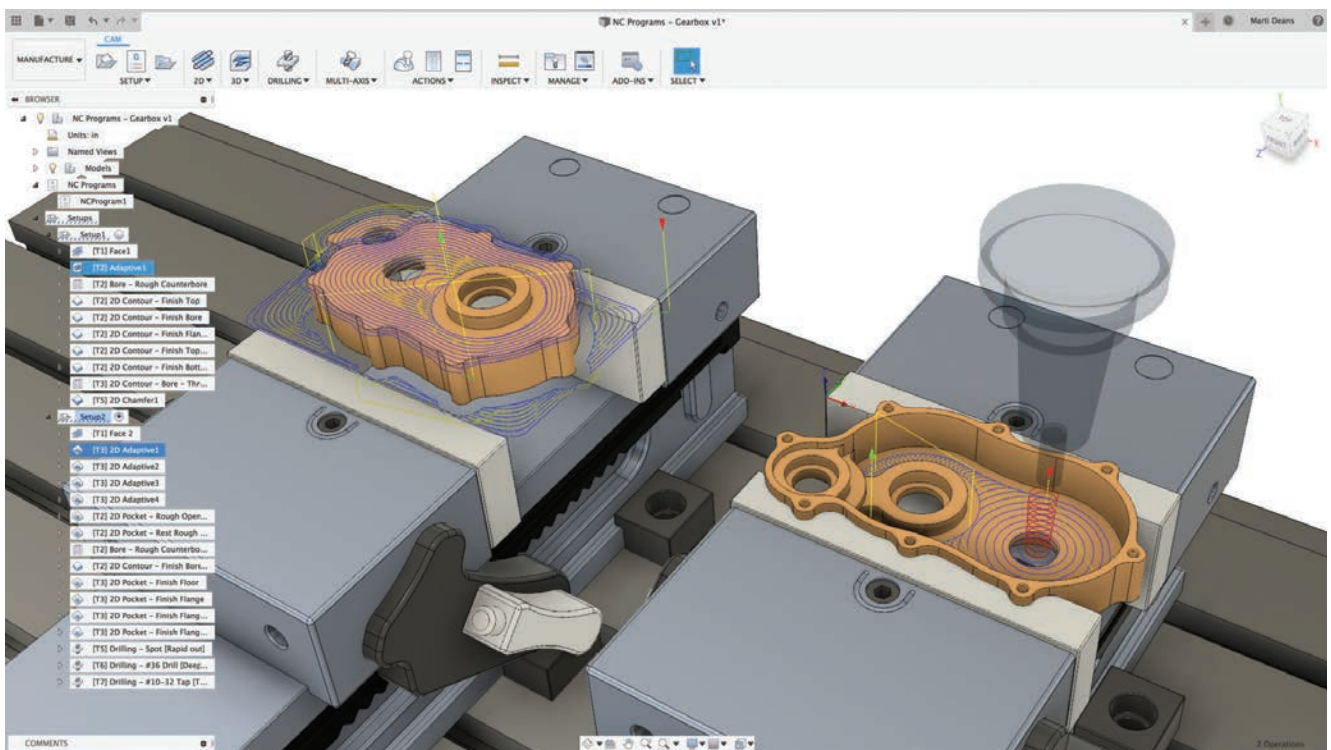 NC Programs - Gearbox v1*
Marti Deans
CAM
MANUFACTURE
SETUP
2D
3D
DRILLING
MULTI-AXIS
ACTIONS
INSPECT
MANAGE
ADD-INS
SELECT
BROWSER
NC Programs - Gearbox v1
Units: in
Named Views
Models
NC Programs
NCProgram1
Setups
Setup1
[T1] Face1
[T2] Adaptive1
[T2] Bore - Rough Counterbore
[T2] 2D Contour - Finish Top
[T2] 2D Contour - Finish Bore
[T2] 2D Contour - Finish Flan...
[T2] 2D Contour - Finish Top...
[T2] 2D Contour - Finish Bott...
[T3] 2D Contour - Bore - Thr...
[T5] 2D Chamfer1
Setup2
[T1] Face 2
[T3] 2D Adaptive1
[T3] 2D Adaptive2
[T3] 2D Adaptive3
[T3] 2D Adaptive4
[T2] 2D Pocket - Rough Oper...
[T2] 2D Pocket - Rest Rough ...
[T2] Bore - Rough Counterbo...
[T2] 2D Contour - Finish Bors...
[T3] 2D Pocket - Finish Floor
[T3] 2D Pocket - Finish Flange
[T3] 2D Pocket - Finish Flang...
[T3] 2D Pocket - Finish Flang...
[T5] Drilling - Spot [Rapid out]
[T6] Drilling - #36 Drill [Deep...
[T7] Drilling - #10-32 Tap [T...
Y
Z
X
COMMENTS
2 Operations